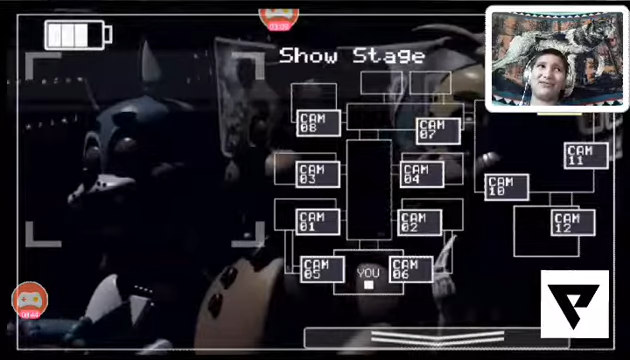 Show Stage
CAM 08
CAM 07
CAM 11
CAM 03
CAM 04
CAM 10
CAM 01
CAM 02
CAM 12
CAM 05
YOU
CAM 06